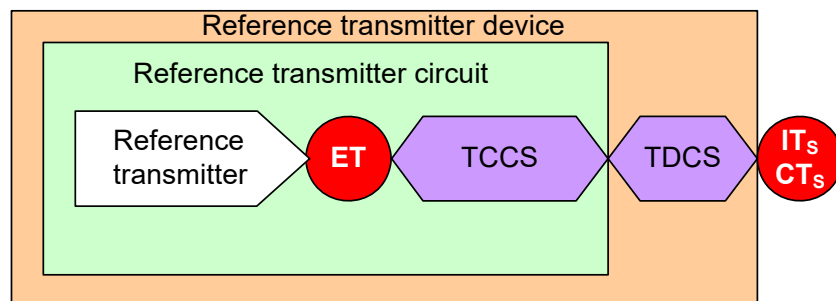 Reference transmitter device
Reference transmitter circuit
Reference
transmitter
ET
TCCS
TDCS
ITS
CTS